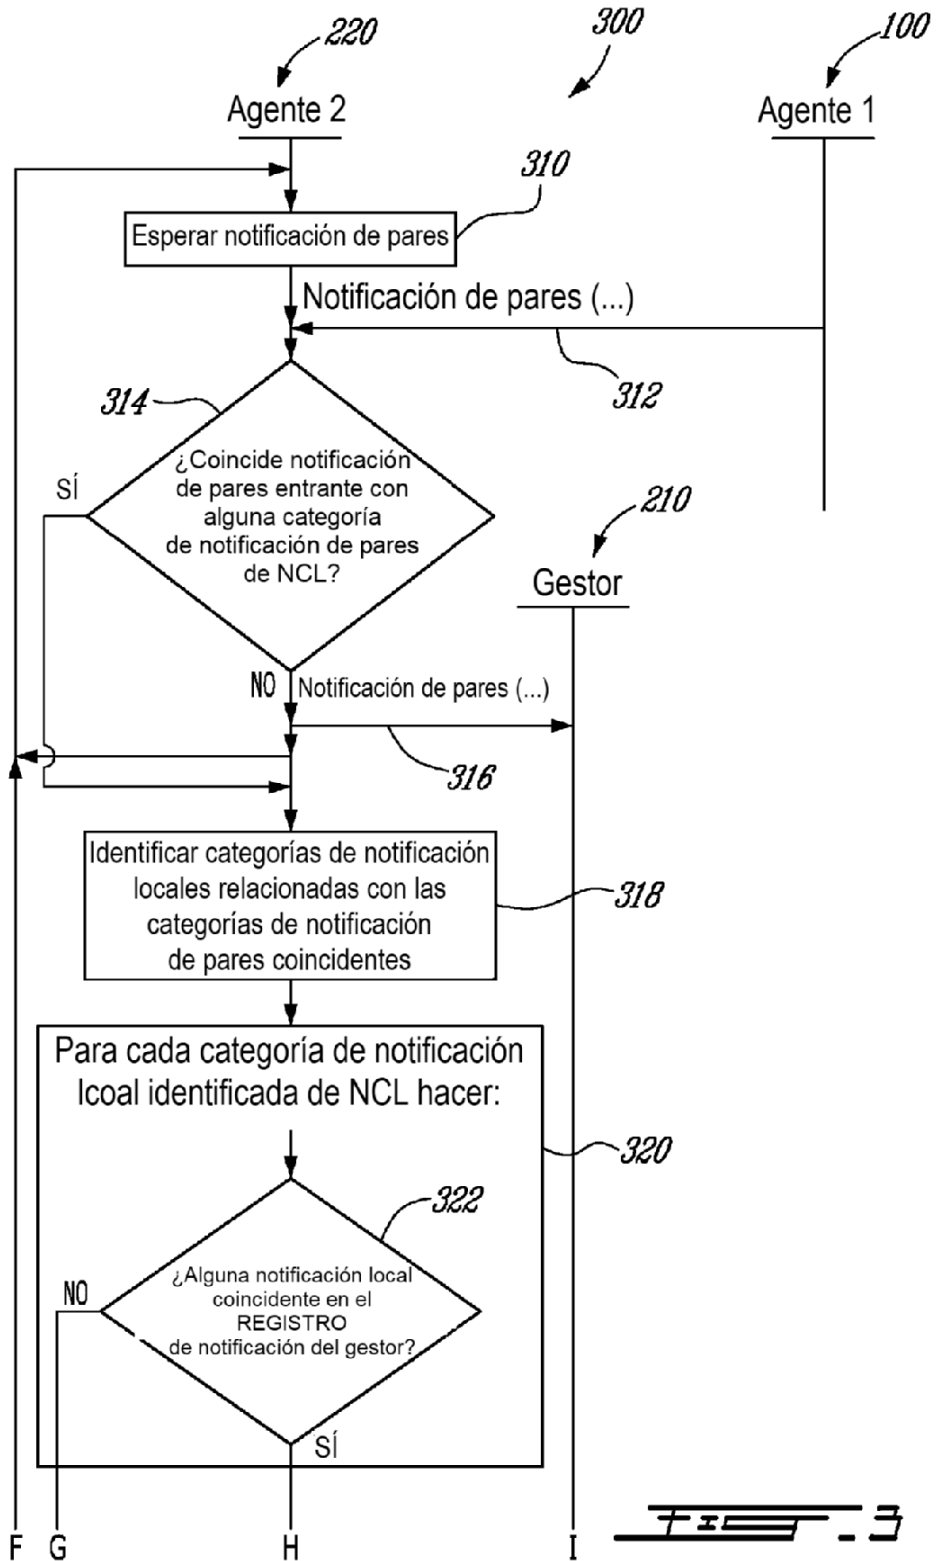 220
300
100
Agente 2
Agente 1
310
Esperar notificación de pares
Notificación de pares (...)
312
314
¿Coincide notificación
de pares entrante con
alguna categoría
de notificación de pares
de NCL?
SÍ
210
Gestor
NO
Notificación de pares (...)
316
Identificar categorías de notificación
locales relacionadas con las
categorías de notificación
de pares coincidentes
318
Para cada categoría de notificación
lcoal identificada de NCL hacer:
320
322
¿Alguna notificación local
coincidente en el
REGISTRO
de notificación del gestor?
NO
SÍ
F
G
H
I
FIG. - 3